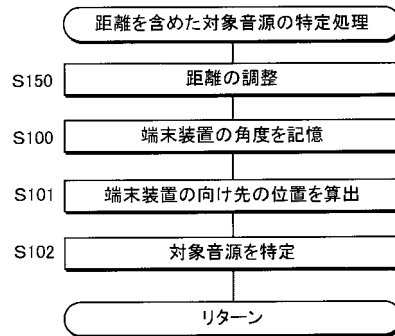 距離を含めた対象音源の特定処理
S150 距離の調整
S100 端末装置の角度を記憶
S101 端末装置の向け先の位置を算出
S102 対象音源を特定
リターン